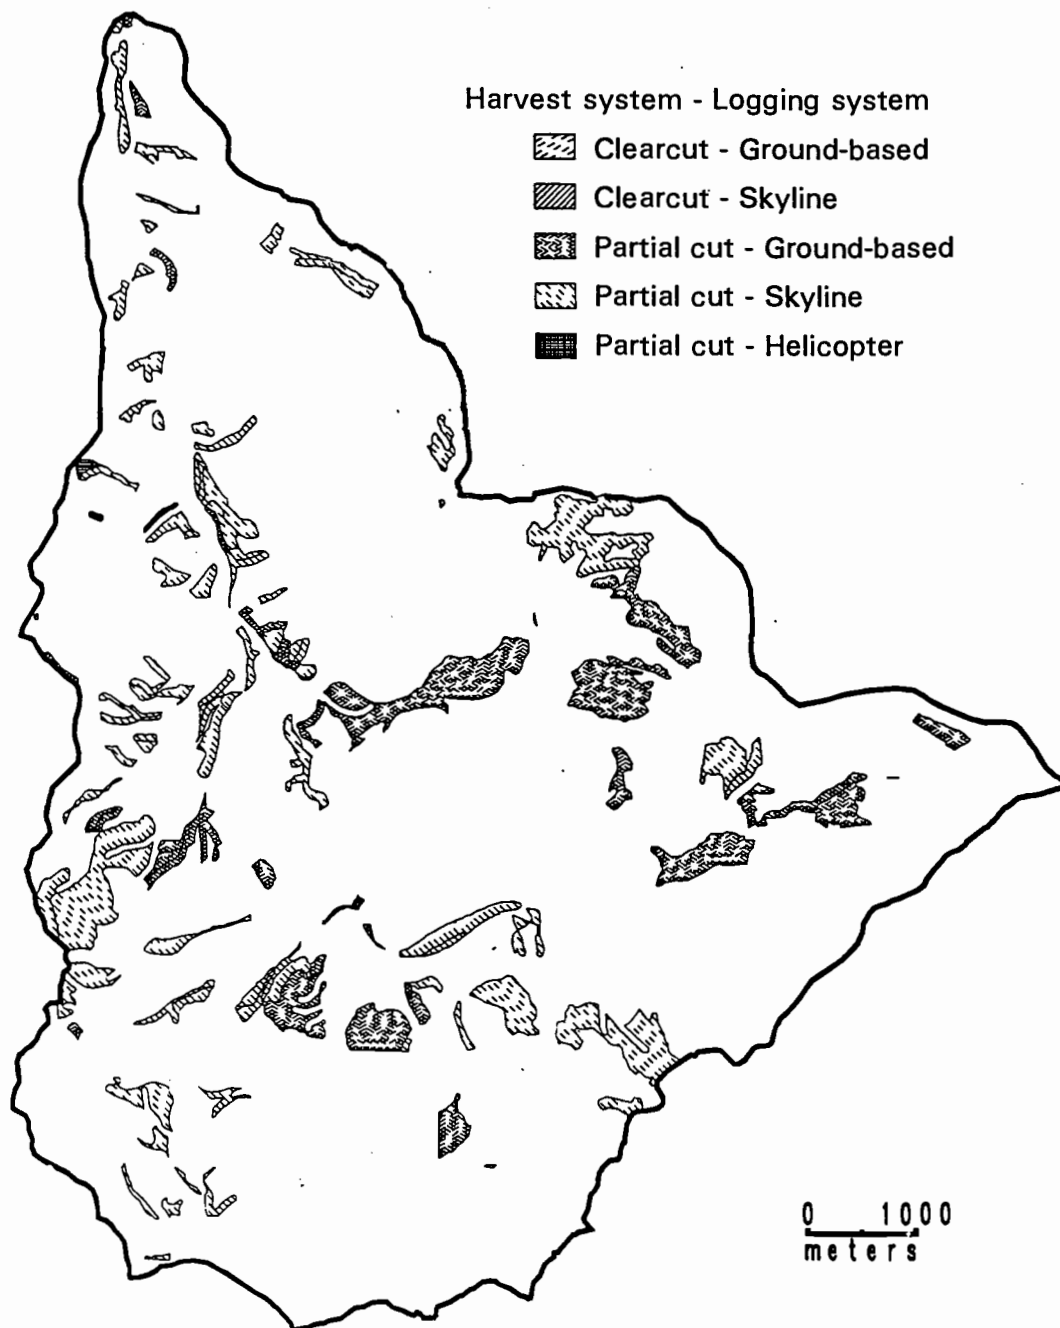 Harvest system - Logging system
Clearcut - Ground-based
Clearcut - Skyline
Partial cut - Ground-based
Partial cut - Skyline
Partial cut - Helicopter
0 1000
meters